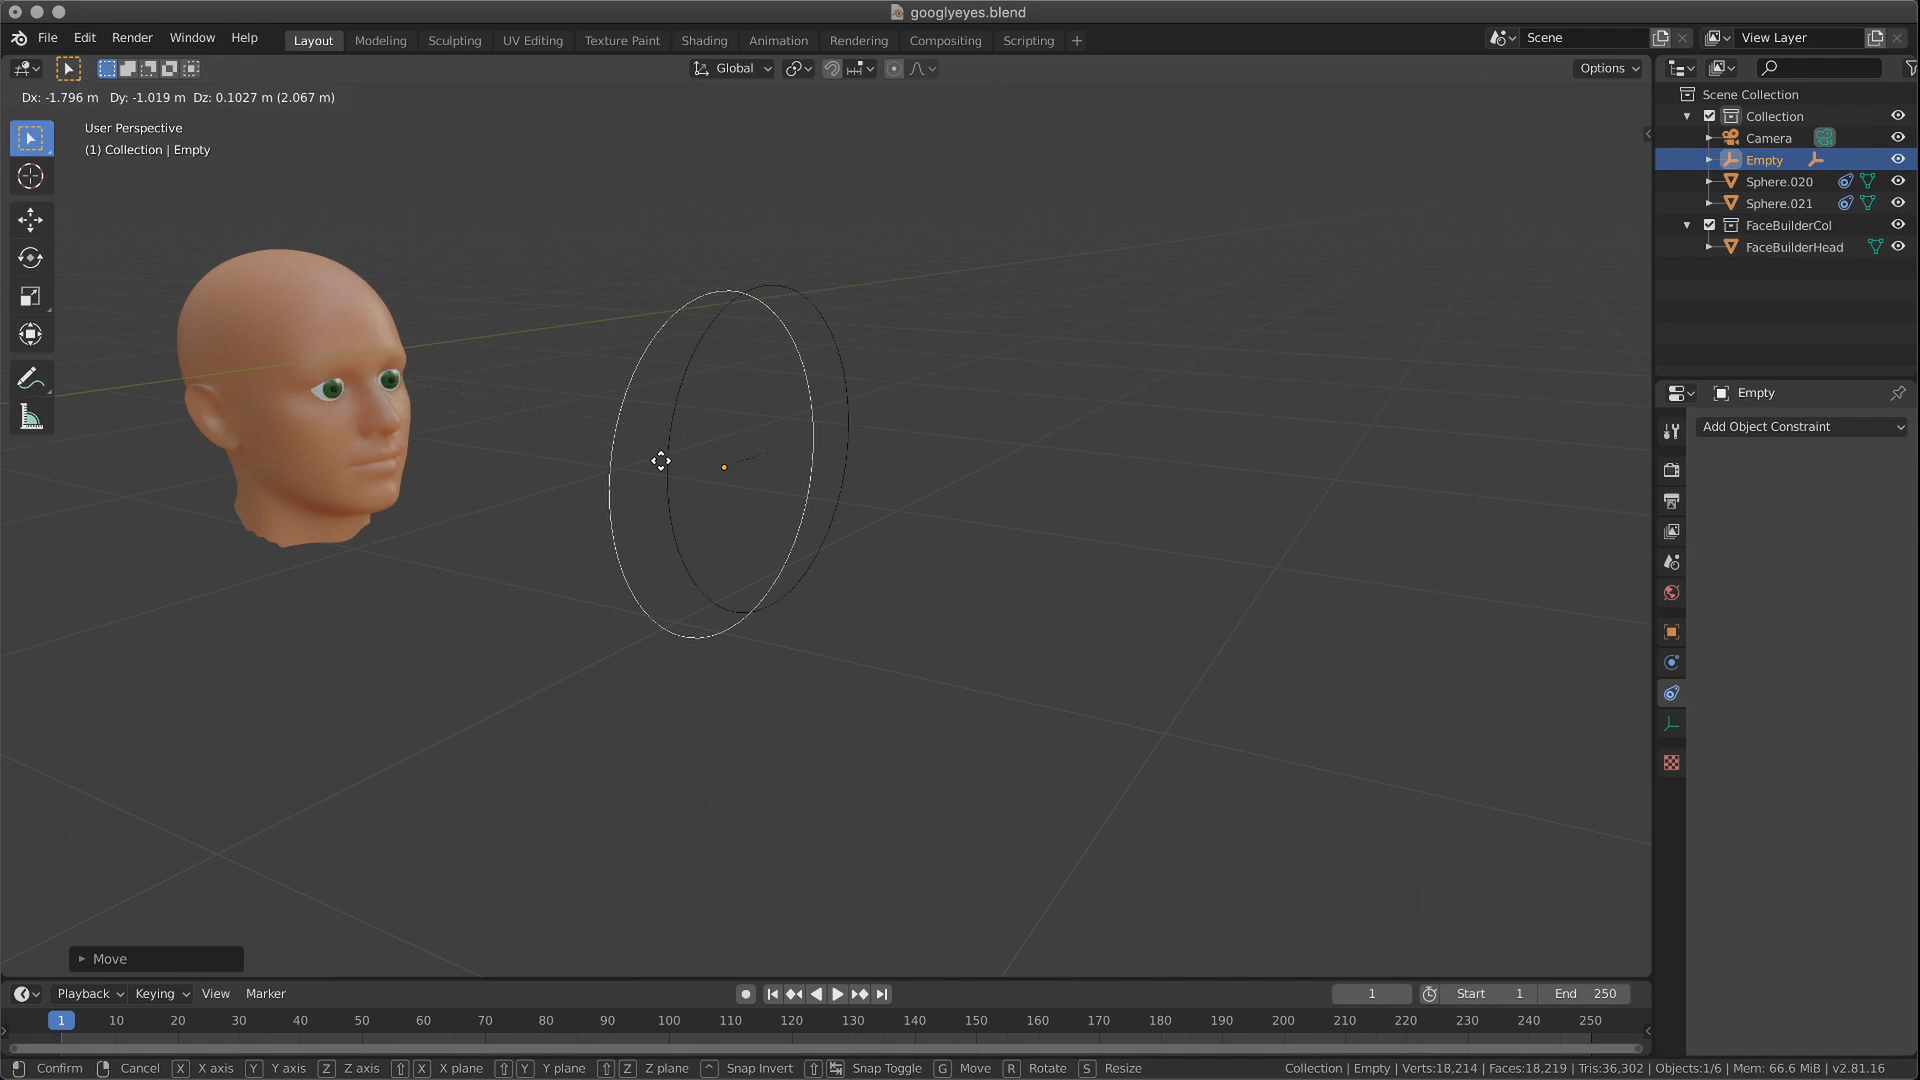 googlyeyes.blend
File Edit Render Window Help Layout Modeling Sculpting UV Editing Texture Paint Shading Animation Rendering Compositing Scripting + Scene View Layer
Global Options
Dx: -1.796 m Dy: -1.019 m Dz: 0.1027 m (2.067 m)
User Perspective
(1) Collection | Empty
Scene Collection
Collection
Camera
Empty
Sphere.020
Sphere.021
FaceBuilderCol
FaceBuilderHead
Empty
Add Object Constraint
Move
Playback Keying View Marker 1 Start 1 End 250
1 10 20 30 40 50 60 70 80 90 100 110 120 130 140 150 160 170 180 190 200 210 220 230 240 250
Confirm Cancel X X axis Y Y axis Z Z axis X X plane Y Y plane Z Z plane ^ Snap Invert Snap Toggle G Move R Rotate S Resize Collection | Empty | Verts:18,214 | Faces:18,219 | Tris:36,302 | Objects:1/6 | Mem: 66.6 MiB | v2.81.16